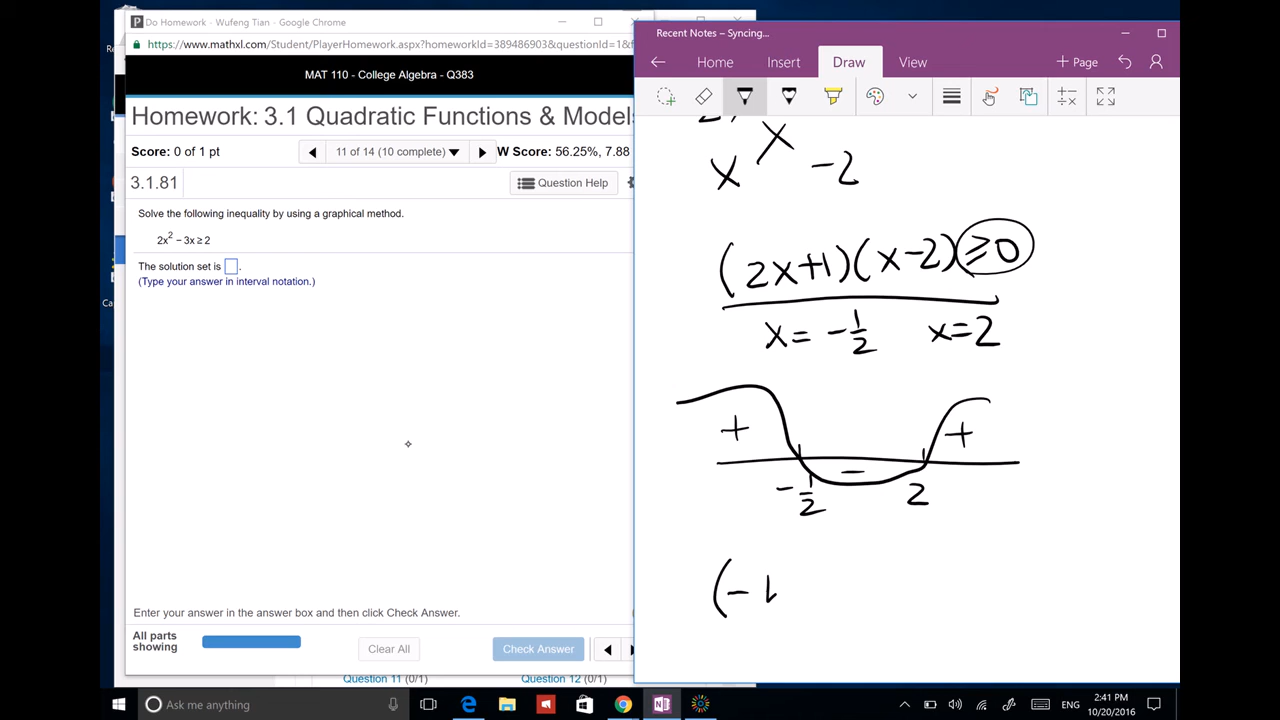 Do Homework - Wufeng Tian - Google Chrome
https://www.mathxl.com/Student/PlayerHomework.aspx?homeworkId=389486903&questionId=1&f
MAT 110 - College Algebra - Q383
Homework: 3.1 Quadratic Functions & Models
Score: 0 of 1 pt
11 of 14 (10 complete)
W Score: 56.25%, 7.88
3.1.81
Question Help
Solve the following inequality by using a graphical method.
2x² − 3x ≥ 2
The solution set is
(Type your answer in interval notation.)
Enter your answer in the answer box and then click Check Answer.
All parts showing
Clear All
Check Answer
Question 11 (0/1)
Question 12 (0/1)
Recent Notes – Syncing...
Home
Insert
Draw
View
+ Page
x
x -2
(2x+1)(x-2) ≥0
x= -1/2 x=2
+ +
−
-1/2 2
(-
Ask me anything
ENG
2:41 PM
10/20/2016